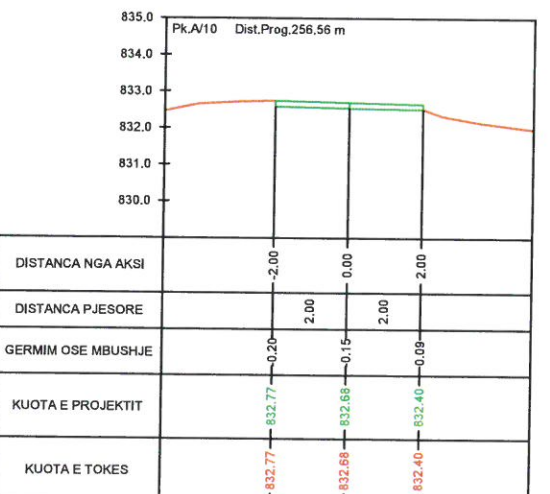 835.0
Pk.A/10 Dist.Prog.256,56 m
834.0
833.0
832.0
831.0
830.0
DISTANCA NGA AKSI -2.00 0.00 2.00
DISTANCA PJESORE 2.00 2.00
GERMIM OSE MBUSHJE -0.20 -0.15 -0.09
KUOTA E PROJEKTIT 832.77 832.68 832.40
KUOTA E TOKES 832.77 832.68 832.40